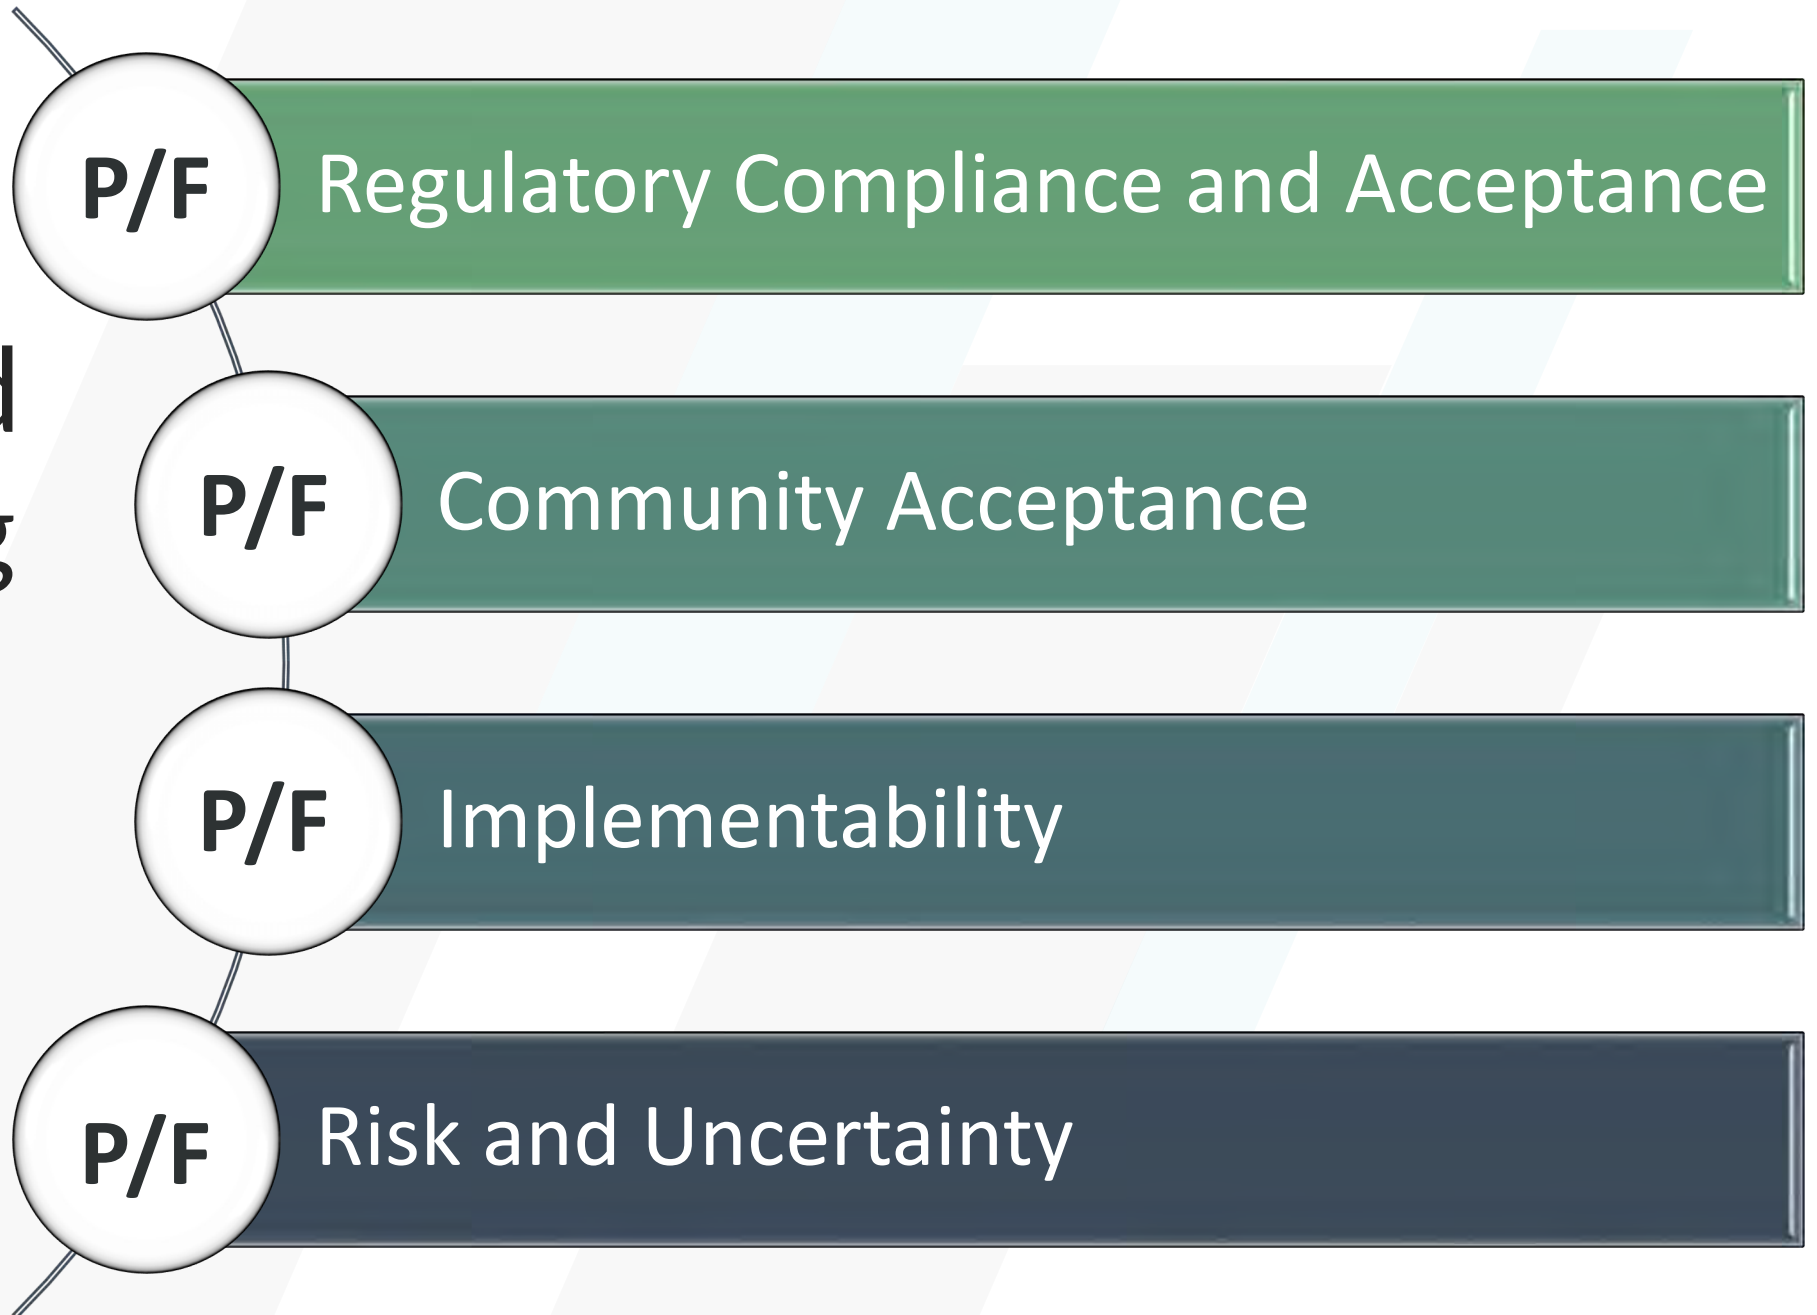 P/F Regulatory Compliance and Acceptance
P/F Community Acceptance
P/F Implementability
P/F Risk and Uncertainty